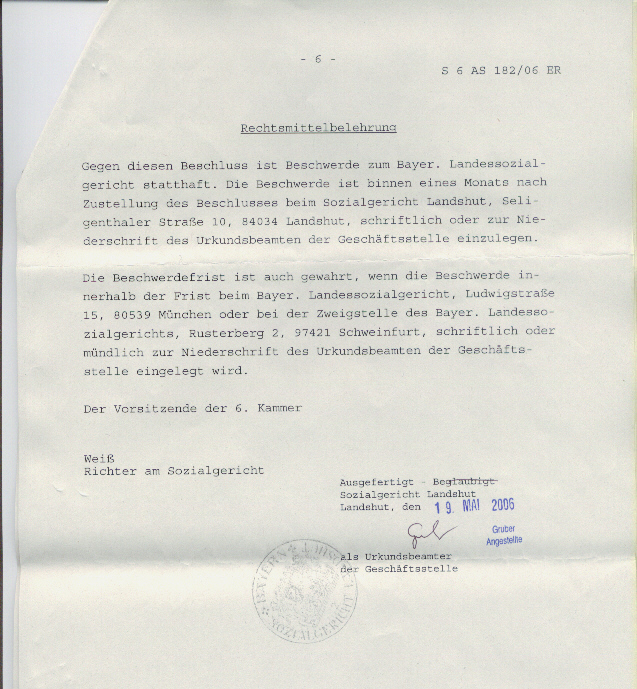 - 6 -
S 6 AS 182/06 ER
Rechtsmittelbelehrung
Gegen diesen Beschluss ist Beschwerde zum Bayer. Landessozial-
gericht statthaft. Die Beschwerde ist binnen eines Monats nach
Zustellung des Beschlusses beim Sozialgericht Landshut, Seli-
genthaler Straße 10, 84034 Landshut, schriftlich oder zur Nie-
derschrift des Urkundsbeamten der Geschäftsstelle einzulegen.
Die Beschwerdefrist ist auch gewahrt, wenn die Beschwerde in-
nerhalb der Frist beim Bayer. Landessozialgericht, Ludwigstraße
15, 80539 München oder bei der Zweigstelle des Bayer. Landesso-
zialgerichts, Rusterberg 2, 97421 Schweinfurt, schriftlich oder
mündlich zur Niederschrift des Urkundsbeamten der Geschäfts-
stelle eingelegt wird.
Der Vorsitzende der 6. Kammer
Weiß
Richter am Sozialgericht
Ausgefertigt - Beglaubigt
Sozialgericht Landshut
Landshut, den 19. MAI 2006
Gruber
Angestellte
als Urkundsbeamter
der Geschäftsstelle
BAYERN
SOZIALGERICHT